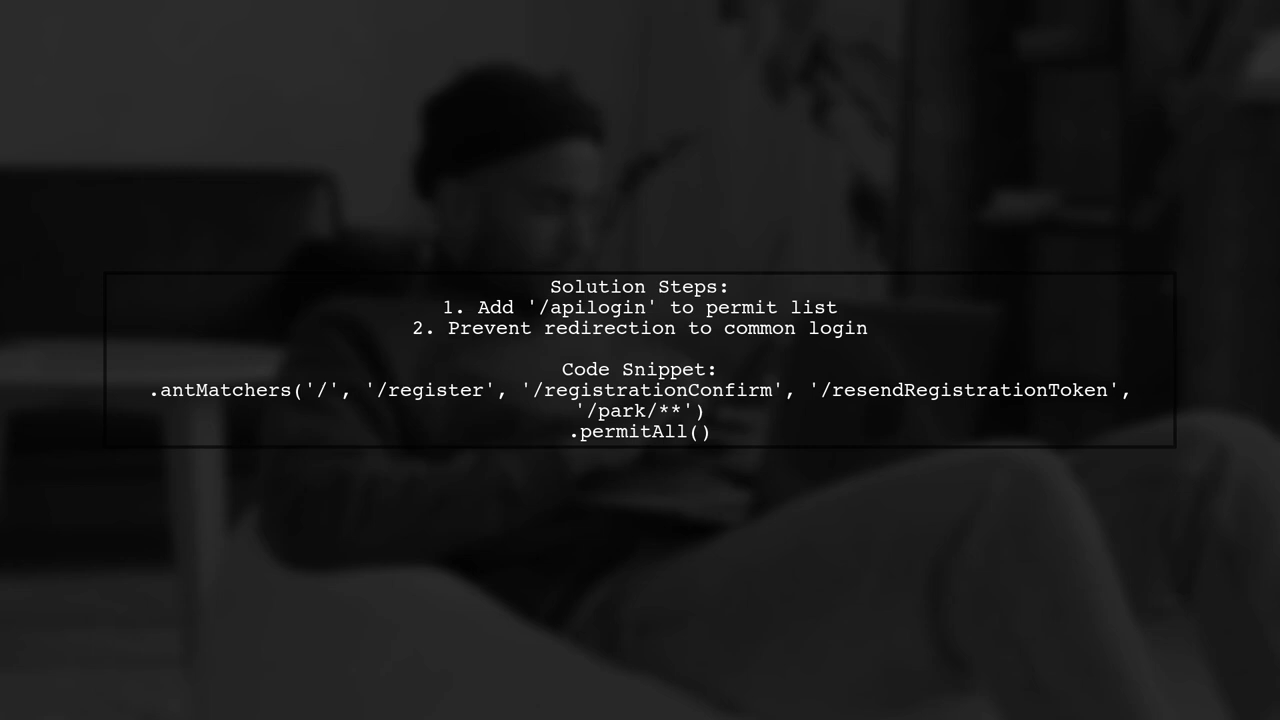 Solution Steps:
1. Add '/apilogin' to permit list
2. Prevent redirection to common login
Code Snippet:
.antMatchers('/', '/register', '/registrationConfirm', '/resendRegistrationToken',
'/park/**')
.permitAll()